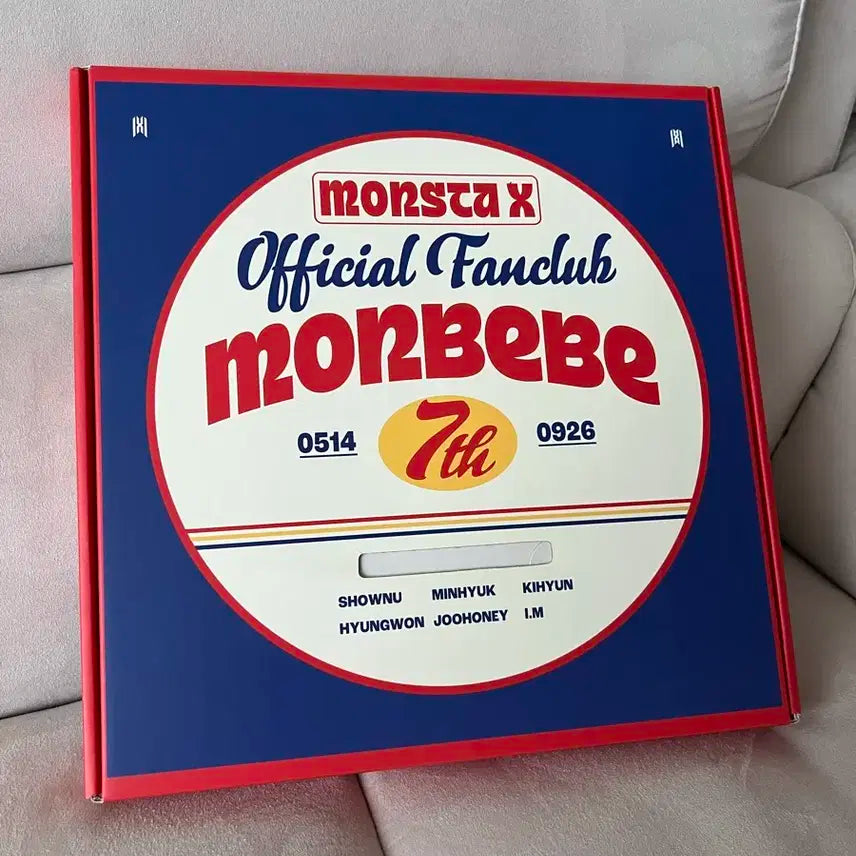 MONSTA X
Official Fanclub
MONBEBE
0514 7th 0926
SHOWNU MINHYUK KIHYUN
HYUNGWON JOOHONEY I.M